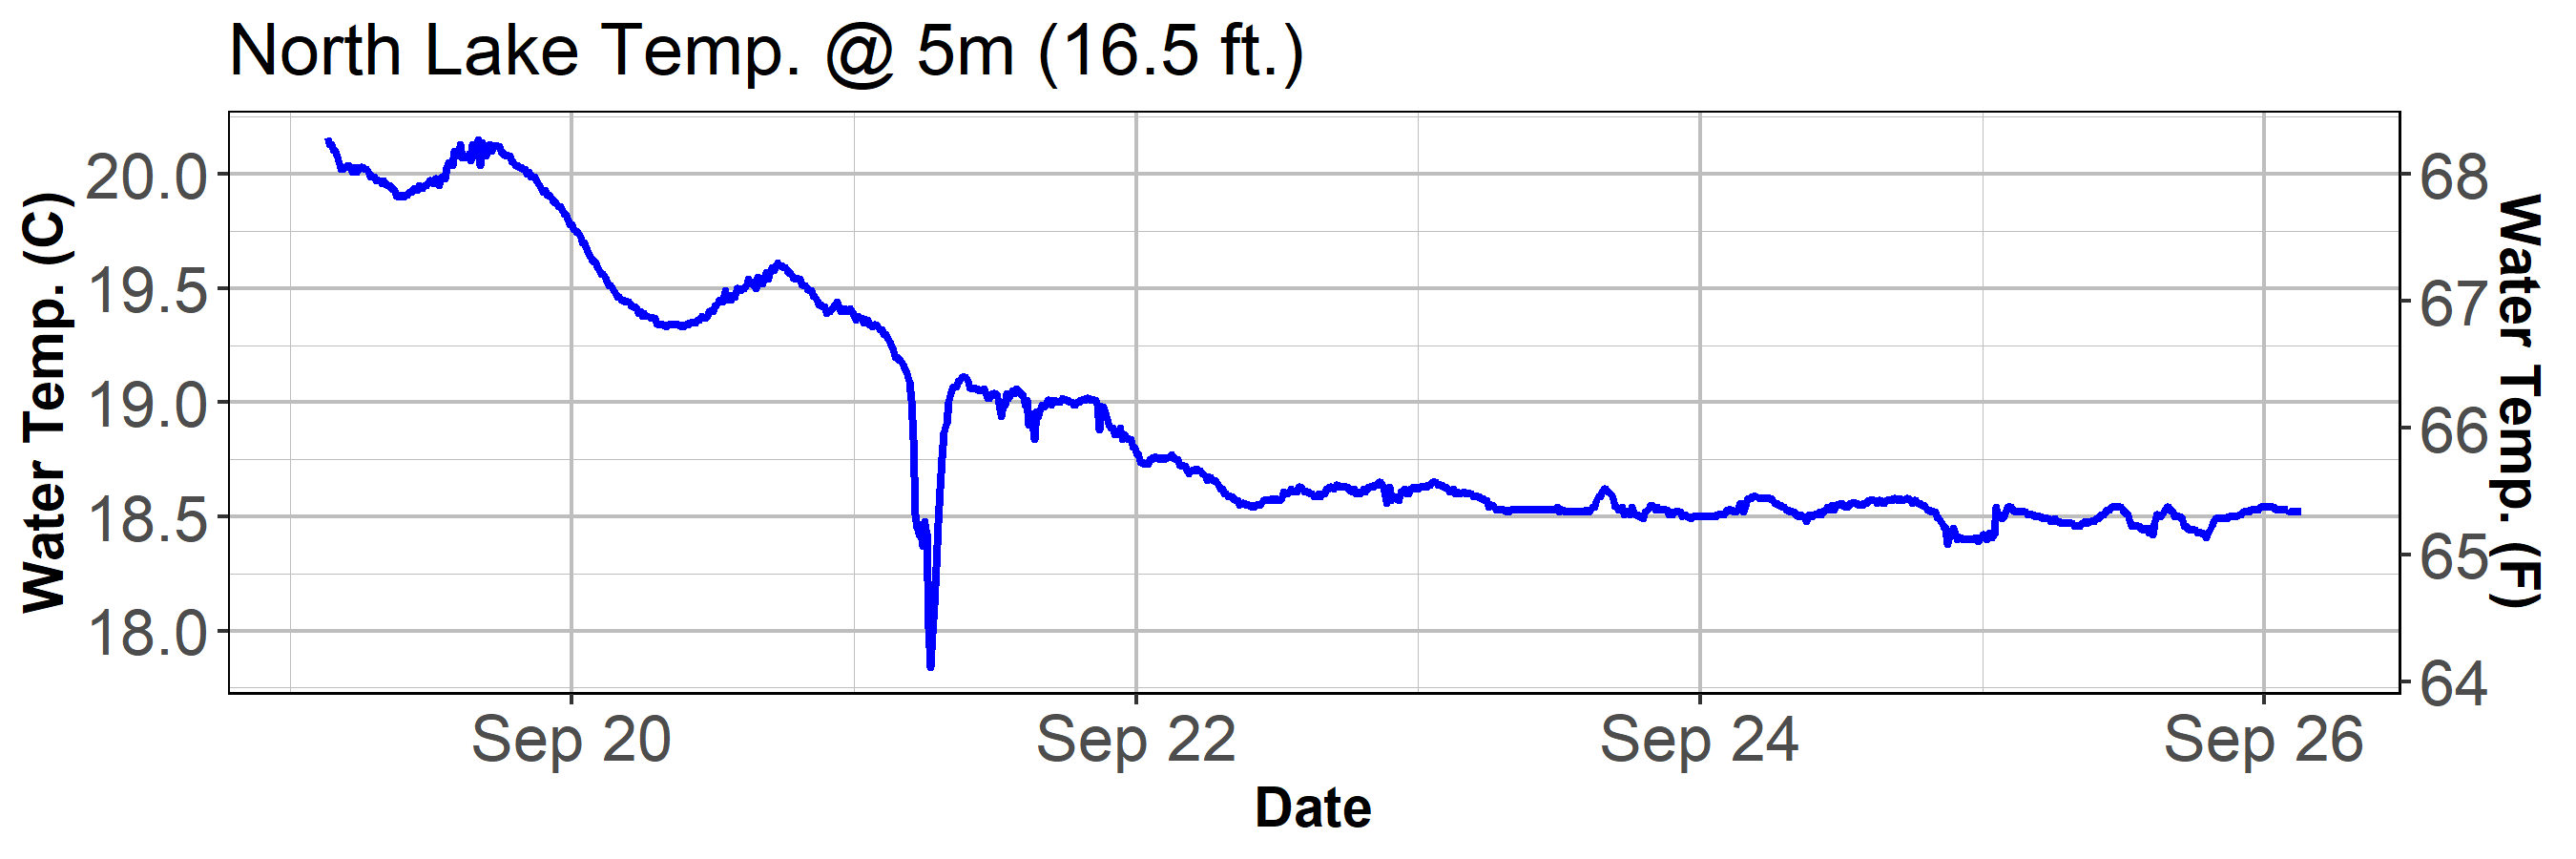 North Lake Temp. @ 5m (16.5 ft.)
Water Temp. (C)
20.0
19.5
19.0
18.5
18.0
68
67
66
65
64
Water Temp. (F)
Sep 20
Sep 22
Sep 24
Sep 26
Date